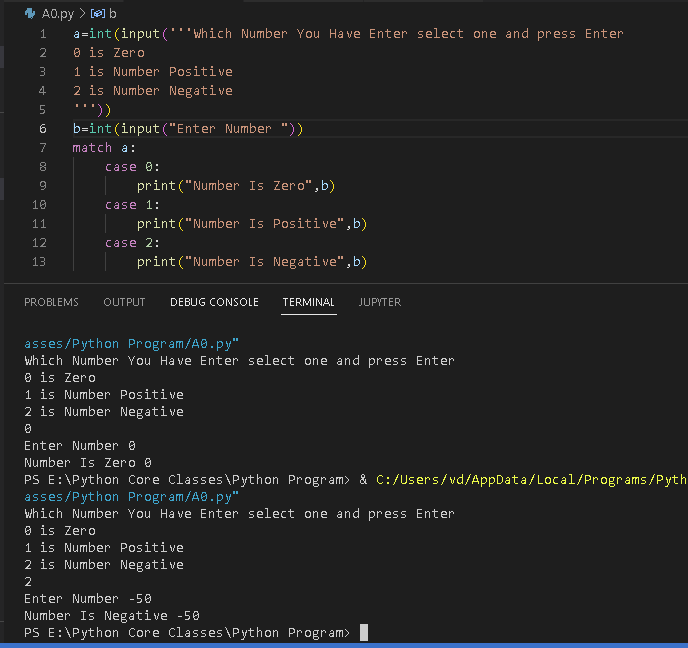 A0.py > b
1 a=int(input('''Which Number You Have Enter select one and press Enter
2 0 is Zero
3 1 is Number Positive
4 2 is Number Negative
5 '''))
6 b=int(input("Enter Number "))
7 match a:
8 case 0:
9 print("Number Is Zero",b)
10 case 1:
11 print("Number Is Positive",b)
12 case 2:
13 print("Number Is Negative",b)
PROBLEMS OUTPUT DEBUG CONSOLE TERMINAL JUPYTER
asses/Python Program/A0.py"
Which Number You Have Enter select one and press Enter
0 is Zero
1 is Number Positive
2 is Number Negative
0
Enter Number 0
Number Is Zero 0
PS E:\Python Core Classes\Python Program> & C:/Users/vd/AppData/Local/Programs/Pyth
asses/Python Program/A0.py"
Which Number You Have Enter select one and press Enter
0 is Zero
1 is Number Positive
2 is Number Negative
2
Enter Number -50
Number Is Negative -50
PS E:\Python Core Classes\Python Program>